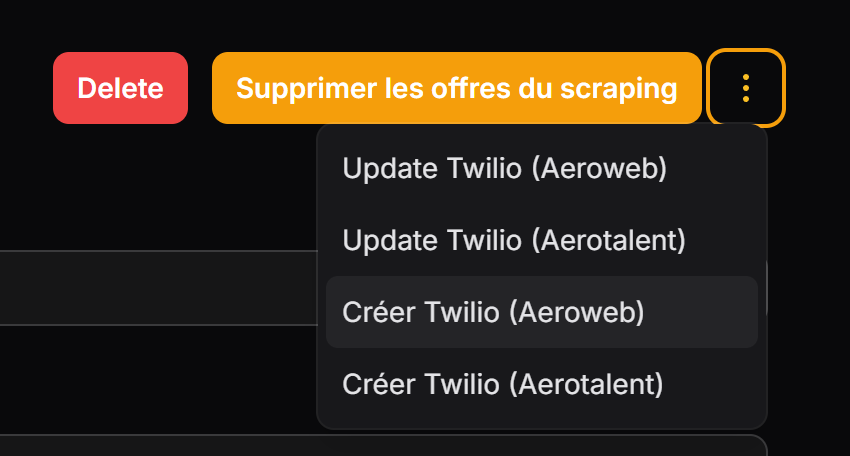 Delete
Supprimer les offres du scraping
Update Twilio (Aeroweb)
Update Twilio (Aerotalent)
Créer Twilio (Aeroweb)
Créer Twilio (Aerotalent)